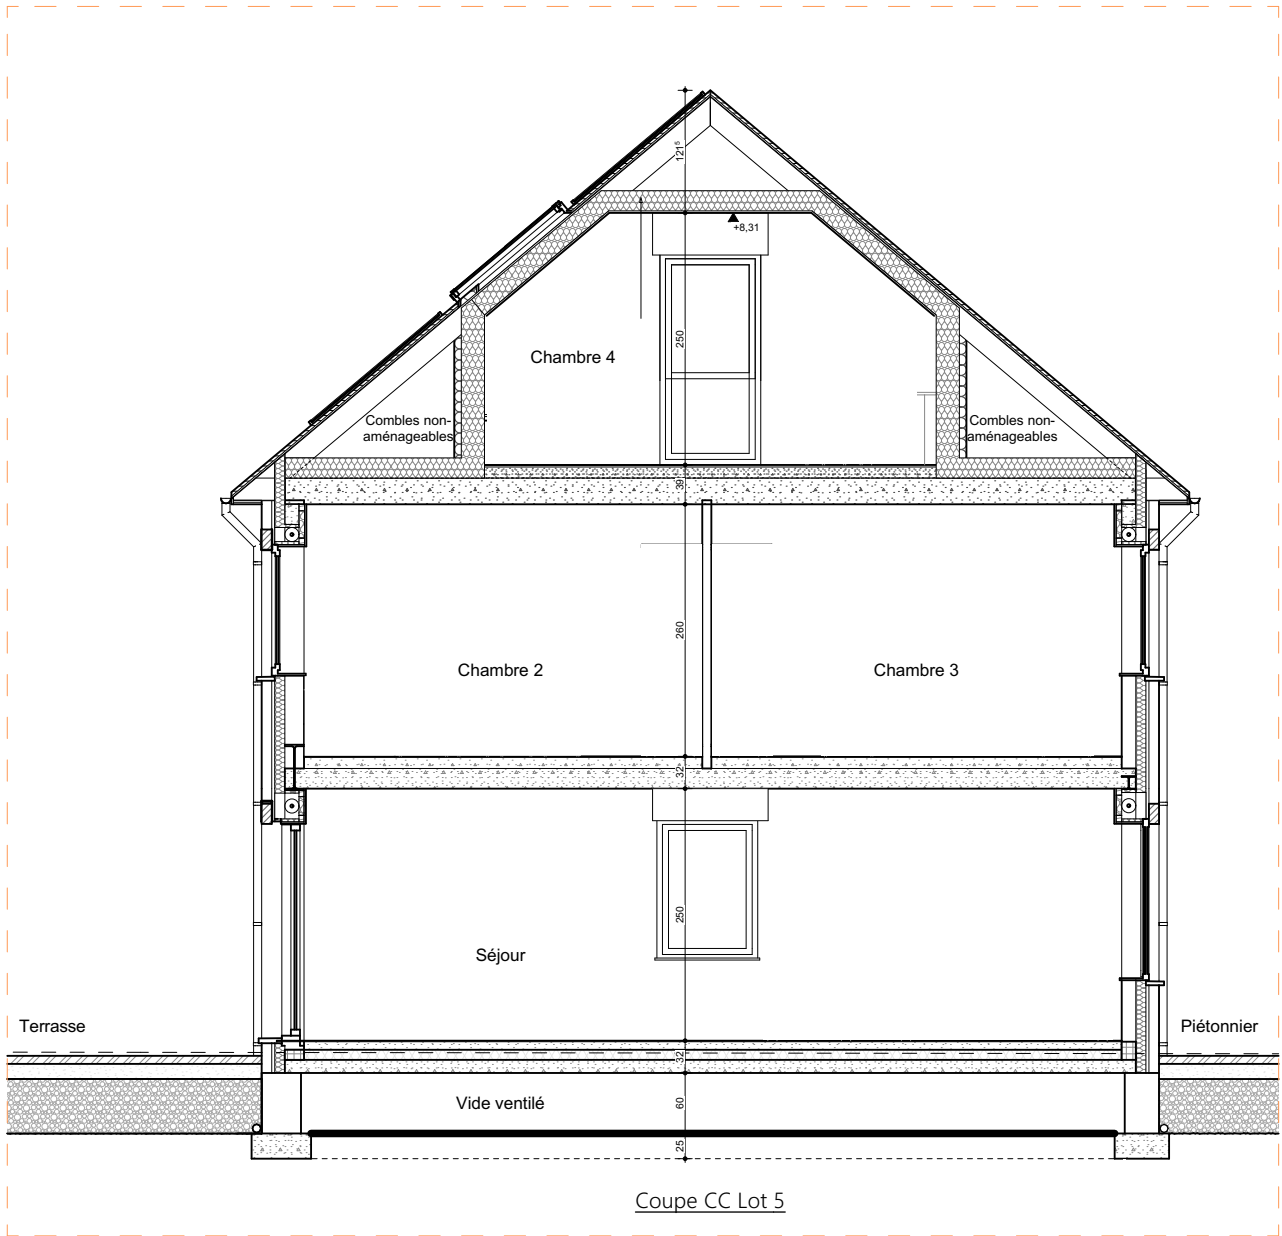 121⁵
+8,31
250
Chambre 4
Combles non-
aménageables
Combles non-
aménageables
39
260
Chambre 2
Chambre 3
32
250
Séjour
Terrasse
Piétonnier
32
Vide ventilé
60
25
Coupe CC Lot 5